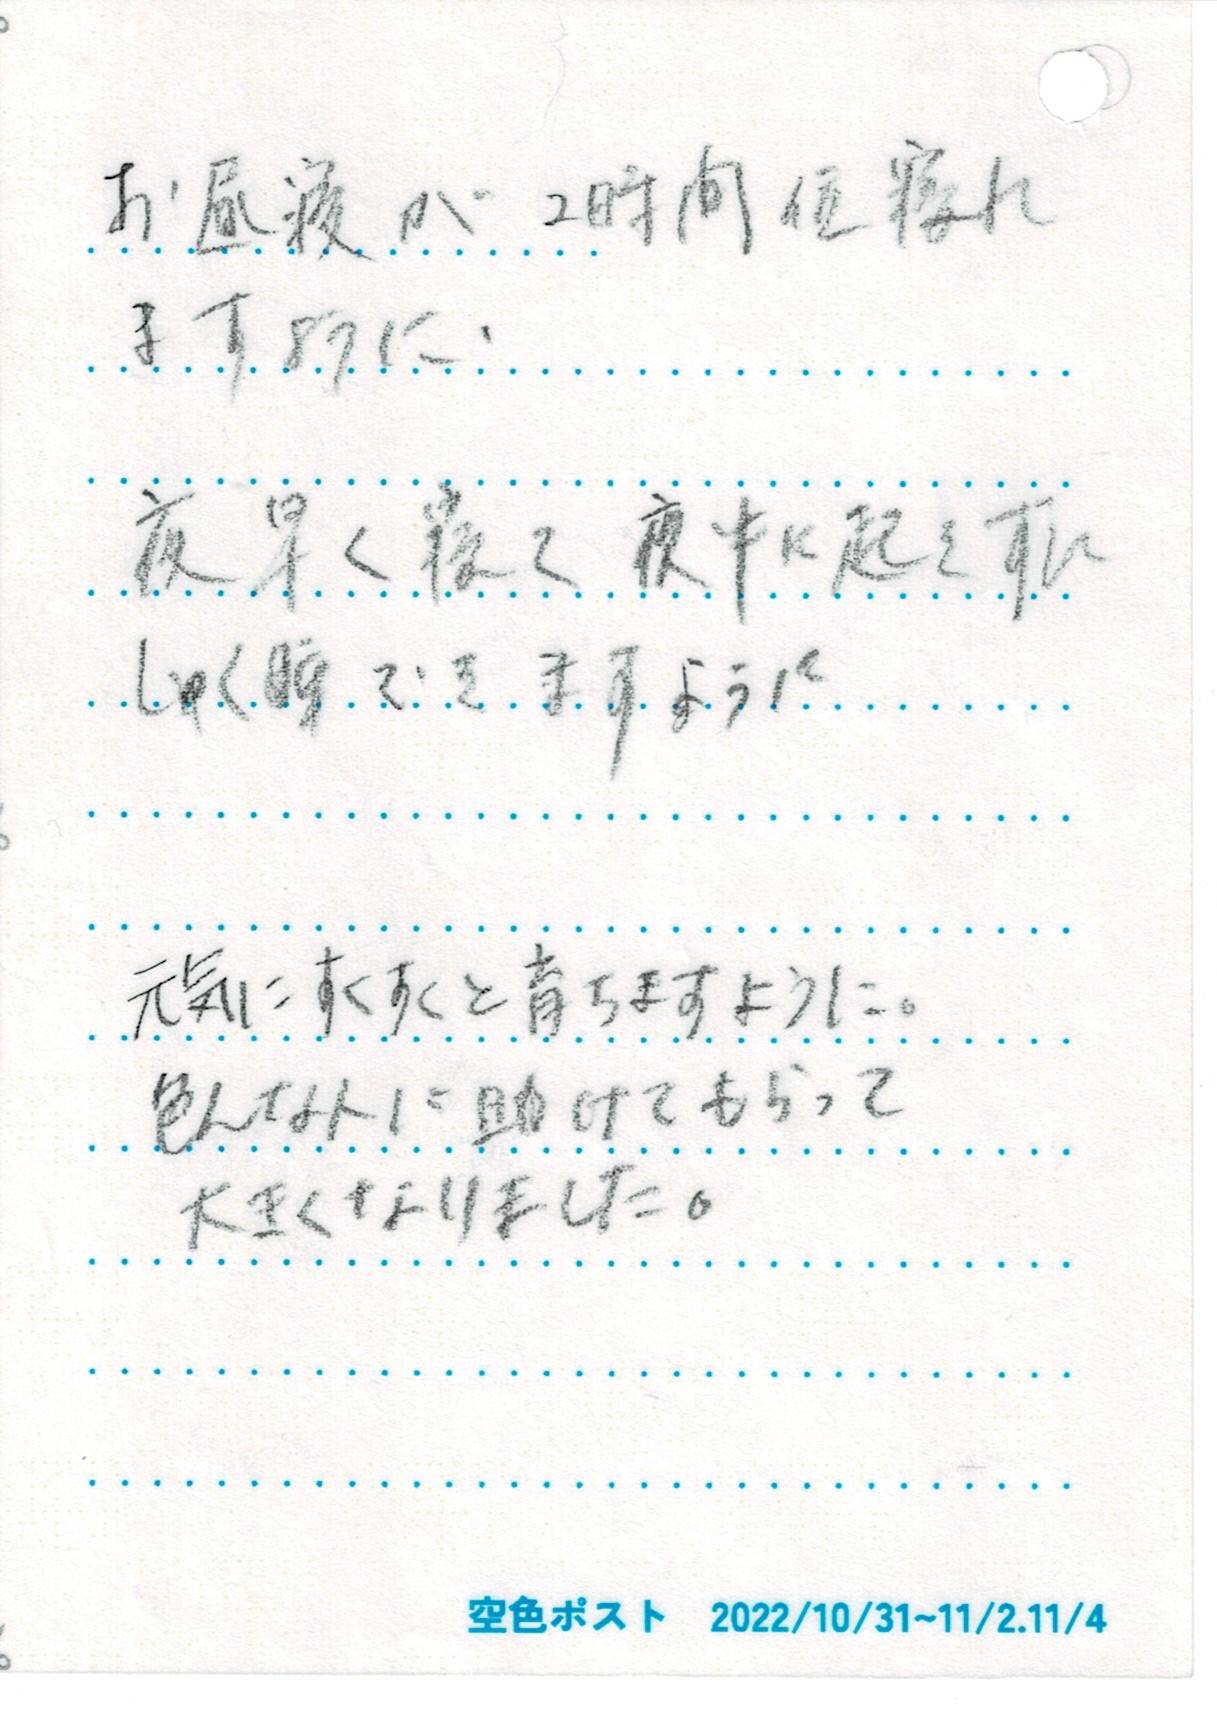 お昼寝が 2時間位寝れ
ますように、
夜早く寝て 夜中に起きずに
しゅく睡できますように
元気にすくすくと育ちますように。
色んな人に助けてもらって
大きくなりました。
空色ポスト 2022/10/31~11/2.11/4